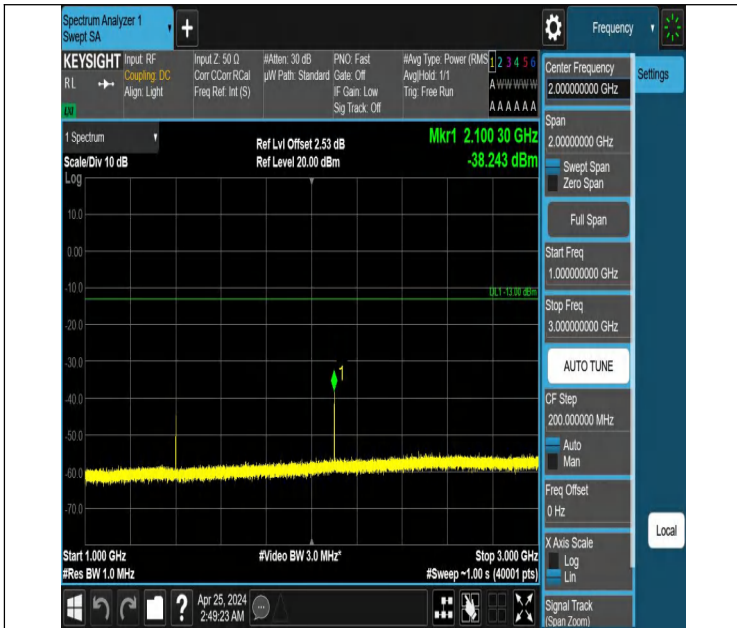 Spectrum Analyzer 1
Swept SA
+
Frequency
KEYSIGHT
RL
LXI
Input: RF
Coupling: DC
Align: Light
Input Z: 50 Ω
Corr CCorr RCal
Freq Ref: Int (S)
#Atten: 30 dB
µW Path: Standard
PNO: Fast
Gate: Off
IF Gain: Low
Sig Track: Off
#Avg Type: Power (RMS
Avg|Hold: 1/1
Trig: Free Run
1 2 3 4 5 6
A W W W W W
A A A A A A
1 Spectrum
Scale/Div 10 dB
Log
Ref Lvl Offset 2.53 dB
Ref Level 20.00 dBm
Mkr1 2.100 30 GHz
-38.243 dBm
10.0
0.00
-10.0
DL1 -13.00 dBm
-20.0
-30.0
1
-40.0
-50.0
-60.0
-70.0
Start 1.000 GHz
#Video BW 3.0 MHz*
Stop 3.000 GHz
#Res BW 1.0 MHz
#Sweep ~1.00 s (40001 pts)
?
Apr 25, 2024
2:49:23 AM
Center Frequency
2.00000000 GHz
Settings
Span
2.00000000 GHz
Swept Span
Zero Span
Full Span
Start Freq
1.000000000 GHz
Stop Freq
3.000000000 GHz
AUTO TUNE
CF Step
200.000000 MHz
Auto
Man
Freq Offset
0 Hz
X Axis Scale
Log
Lin
Local
Signal Track
(Span Zoom)